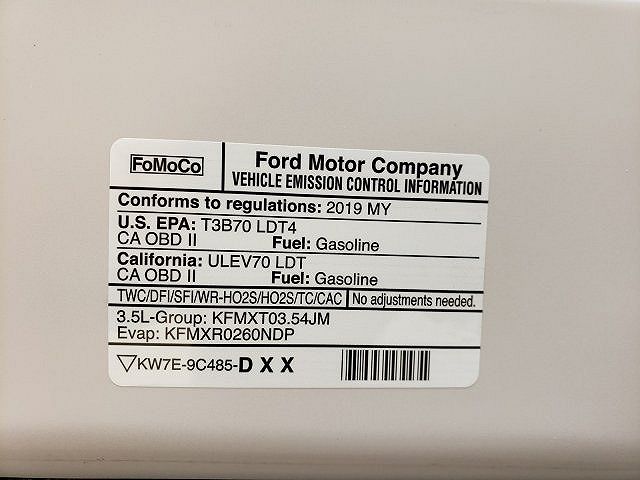 FoMoCo
Ford Motor Company
VEHICLE EMISSION CONTROL INFORMATION
Conforms to regulations: 2019 MY
U.S. EPA: T3B70 LDT4
CA OBD II Fuel: Gasoline
California: ULEV70 LDT
CA OBD II Fuel: Gasoline
TWC/DFI/SFI/WR-HO2S/HO2S/TC/CAC No adjustments needed.
3.5L-Group: KFMXT03.54JM
Evap: KFMXR0260NDP
▽KW7E-9C485-D X X